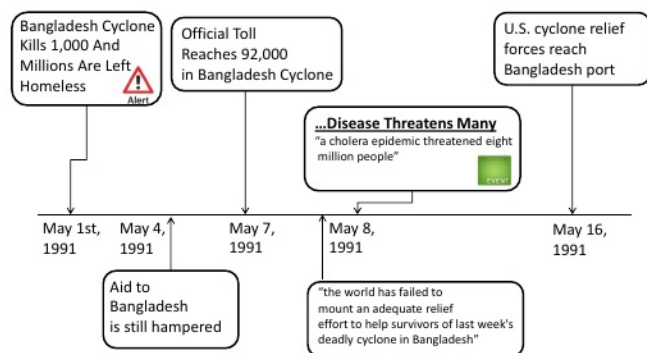 Bangladesh Cyclone
Kills 1,000 And
Millions Are Left
Homeless
Alert
Official Toll
Reaches 92,000
in Bangladesh Cyclone
U.S. cyclone relief
forces reach
Bangladesh port
...Disease Threatens Many
"a cholera epidemic threatened eight
million people"
EVENT
May 1st,
1991
May 4,
1991
May 7,
1991
May 8,
1991
May 16,
1991
Aid to
Bangladesh
is still hampered
"the world has failed to
mount an adequate relief
effort to help survivors of last week's
deadly cyclone in Bangladesh"